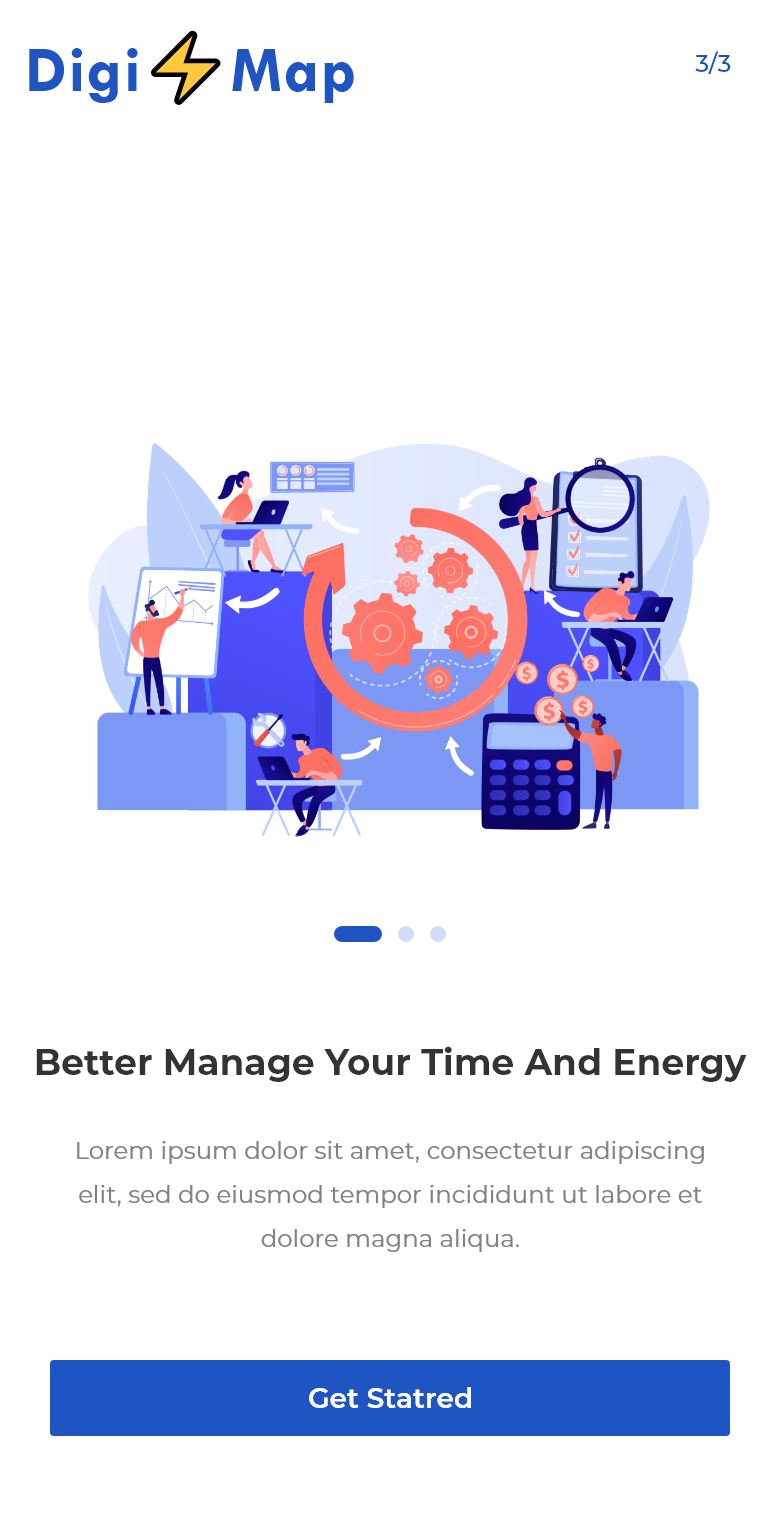 Digi Map
3/3
$
$
$
$
$
Better Manage Your Time And Energy
Lorem ipsum dolor sit amet, consectetur adipiscing
elit, sed do eiusmod tempor incididunt ut labore et
dolore magna aliqua.
Get Statred